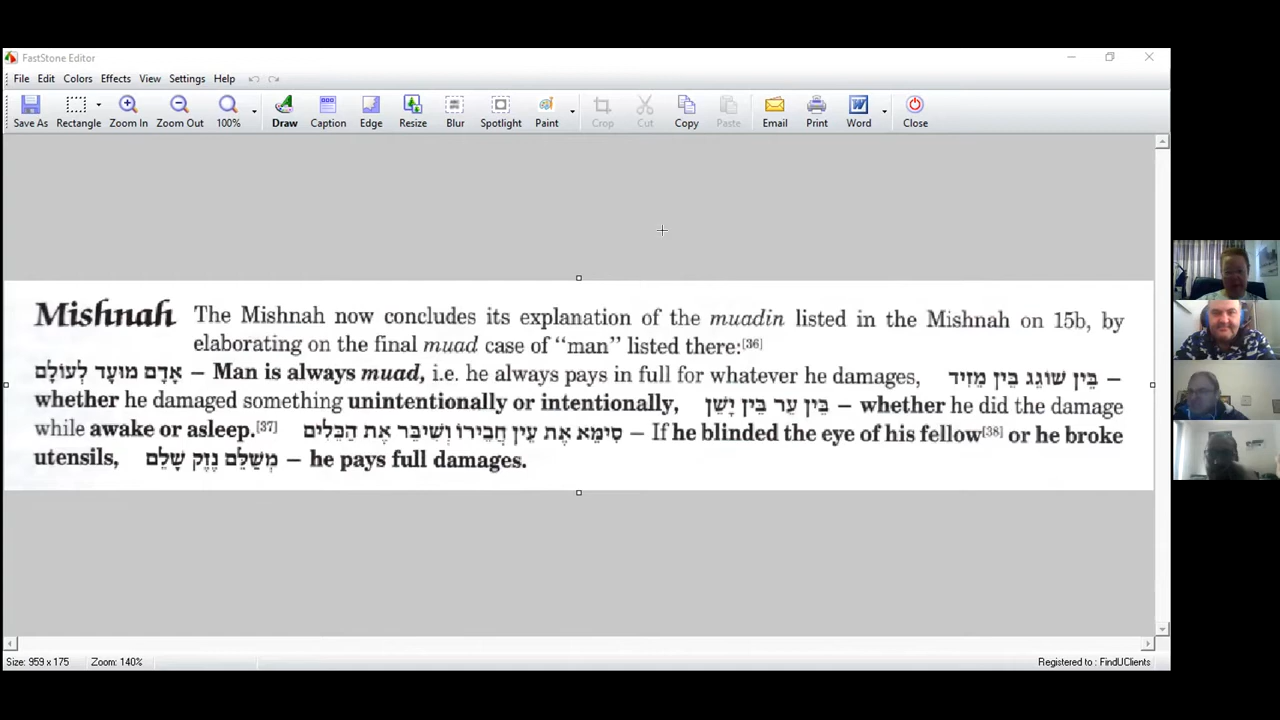 FastStone Editor
File Edit Colors Effects View Settings Help
Save As Rectangle Zoom In Zoom Out 100% Draw Caption Edge Resize Blur Spotlight Paint Crop Cut Copy Paste Email Print Word Close
Mishnah The Mishnah now concludes its explanation of the muadin listed in the Mishnah on 15b, by
elaborating on the final muad case of “man” listed there:[36]
אָדָם מוּעָד לְעוֹלָם – Man is always muad, i.e. he always pays in full for whatever he damages, בֵּין שׁוֹגֵג בֵּין מֵזִיד –
whether he damaged something unintentionally or intentionally, בֵּין עֵר בֵּין יָשֵׁן – whether he did the damage
while awake or asleep.[37] סִימֵּא אֶת עֵין חֲבֵירוֹ וְשִׁיבֵּר אֶת הַכֵּלִים – If he blinded the eye of his fellow[38] or he broke
utensils, מְשַׁלֵּם נֶזֶק שָׁלֵם – he pays full damages.
Size: 959 x 175 Zoom: 140% Registered to : FindUClients